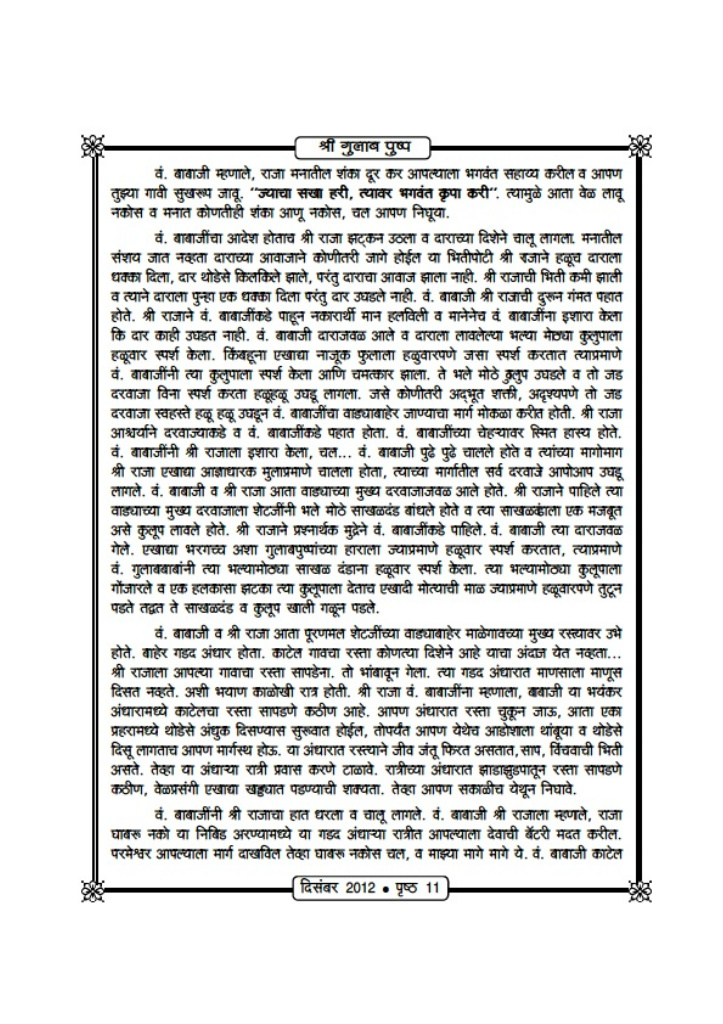 श्री गुलाब पुष्प
वं. बाबाजी म्हणाले, राजा मनातील शंका दूर कर आपल्याला भगवंत सहाय्य करील व आपण
तुझ्या गावी सुखरूप जावू. "ज्याचा सखा हरी, त्यावर भगवंत कृपा करी". त्यामुळे आता वेळ लावू
नकोस व मनात कोणतीही शंका आणू नकोस, चल आपण निघूया.
वं. बाबाजींचा आदेश होताच श्री राजा झट्कन उठला व दाराच्या दिशेने चालू लागला. मनातील
संशय जात नव्हता दाराच्या आवाजाने कोणीतरी जागे होईल या भितीपोटी श्री राजाने हळूच दाराला
धक्का दिला, दार थोडेसे किलकिले झाले, परंतु दाराचा आवाज झाला नाही. श्री राजाची भिती कमी झाली
व त्याने दाराला पुन्हा एक धक्का दिला परंतु दार उघडले नाही. वं. बाबाजी श्री राजाची दुरून गंमत पहात
होते. श्री राजाने वं. बाबाजींकडे पाहून नकारार्थी मान हलविली व मानेनेच वं. बाबाजींना इशारा केला
कि दार काही उघडत नाही. वं. बाबाजी दाराजवळ आले व दाराला लावलेल्या भल्या मोठ्या कुलुपाला
हळूवार स्पर्श केला. किंबहूना एखाद्या नाजूक फुलाला हळुवारपणे जसा स्पर्श करतात त्याप्रमाणे
वं. बाबाजींनी त्या कुलुपाला स्पर्श केला आणि चमत्कार झाला. ते भले मोठे कुलुप उघडले व तो जड
दरवाजा विना स्पर्श करता हळूहळू उघडू लागला. जसे कोणीतरी अद्भूत शक्ती, अदृश्यपणे तो जड
दरवाजा स्वहस्ते हळू हळू उघडून वं. बाबाजींचा वाड्याबाहेर जाण्याचा मार्ग मोकळा करीत होती. श्री राजा
आश्चर्याने दरवाज्याकडे व वं. बाबाजींकडे पहात होता. वं. बाबाजींच्या चेहऱ्यावर स्मित हास्य होते.
वं. बाबाजींनी श्री राजाला इशारा केला, चल... वं. बाबाजी पुढे पुढे चालले होते व त्यांच्या मागोमाग
श्री राजा एखाद्या आज्ञाधारक मुलाप्रमाणे चालला होता, त्याच्या मार्गातील सर्व दरवाजे आपोआप उघडू
लागले. वं. बाबाजी व श्री राजा आता वाड्याच्या मुख्य दरवाजाजवळ आले होते. श्री राजाने पाहिले त्या
वाड्याच्या मुख्य दरवाजाला शेटजींनी भले मोठे साखळदंड बांधले होते व त्या साखळदंडाला एक मजबूत
असे कुलूप लावले होते. श्री राजाने प्रश्नार्थक मुद्रेने वं. बाबाजींकडे पाहिले. वं. बाबाजी त्या दाराजवळ
गेले. एखाद्या भरगच्च अशा गुलाबपुष्पांच्या हाराला ज्याप्रमाणे हळूवार स्पर्श करतात, त्याप्रमाणे
वं. गुलाबबाबांनी त्या भल्यामोठ्या साखळ दंडाना हळूवार स्पर्श केला. त्या भल्यामोठ्या कुलूपाला
गोंजारले व एक हलकासा झटका त्या कुलूपाला देताच एखादी मोत्याची माळ ज्याप्रमाणे हळूवारपणे तुटून
पडते तद्वत ते साखळदंड व कुलूप खाली गळून पडले.
वं. बाबाजी व श्री राजा आता पूरणमल शेटजींच्या वाड्याबाहेर माळेगावच्या मुख्य रस्त्यावर उभे
होते. बाहेर गडद अंधार होता. काटेल गावचा रस्ता कोणत्या दिशेने आहे याचा अंदाज येत नव्हता...
श्री राजाला आपल्या गावाचा रस्ता सापडेना. तो भांबावून गेला. त्या गडद अंधारात माणसाला माणूस
दिसत नव्हते. अशी भयाण काळोखी रात्र होती. श्री राजा वं. बाबाजींना म्हणाला, बाबाजी या भयंकर
अंधारामध्ये काटेलचा रस्ता सापडणे कठीण आहे. आपण अंधारात रस्ता चुकून जाऊ, आता एका
प्रहरामध्ये थोडेसे अंधुक दिसण्यास सुरूवात होईल, तोपर्यंत आपण येथेच आडोशाला थांबूया व थोडेसे
दिसू लागताच आपण मार्गस्थ होऊ. या अंधारात रस्त्याने जीव जंतू फिरत असतात, साप, विंचवाची भिती
असते. तेव्हा या अंधाऱ्या रात्री प्रवास करणे टाळावे. रात्रीच्या अंधारात झाडाझुडपातून रस्ता सापडणे
कठीण, वेळप्रसंगी एखाद्या खड्ड्यात पडण्याची शक्यता. तेव्हा आपण सकाळीच येथून निघावे.
वं. बाबाजींनी श्री राजाचा हात धरला व चालू लागले. वं. बाबाजी श्री राजाला म्हणाले, राजा
घाबरू नको या निबिड अरण्यामध्ये या गडद अंधाऱ्या रात्रीत आपल्याला देवाची बॅटरी मदत करील.
परमेश्वर आपल्याला मार्ग दाखविल तेव्हा घाबरू नकोस चल, व माझ्या मागे मागे ये. वं. बाबाजी काटेल
दिसंबर 2012 ● पृष्ठ 11